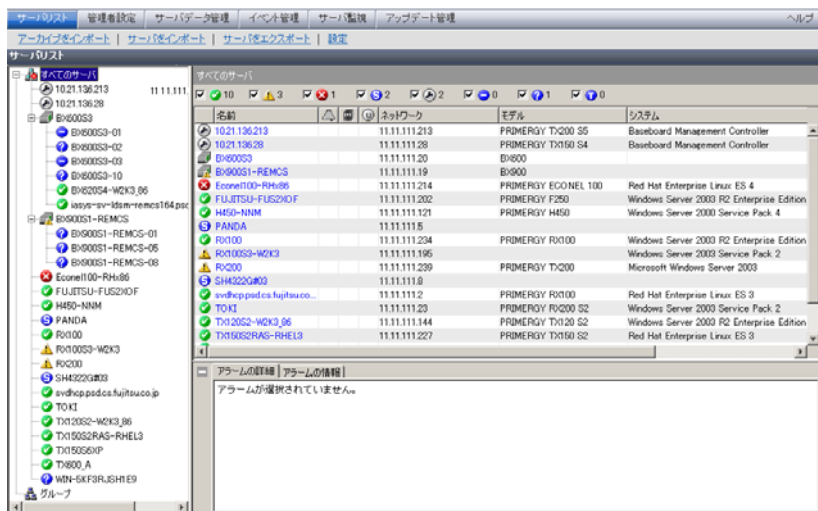 サーバリスト 管理者設定 サーバデータ管理 イベント管理 サーバ監視 アップデート管理 ヘルプ
アーカイブをインポート | サーバをインポート | サーバをエクスポート | 設定
サーバリスト
すべてのサーバ
10.21.136.213 11.11.111.
10.21.136.28
BX600S3
BX600S3-01
BX600S3-02
BX600S3-03
BX600S3-10
BX620S4-W2K3_86
iasys-sv-ldsm-remcs164.psc
BX900S1-REMCS
BX900S1-REMCS-01
BX900S1-REMCS-05
BX900S1-REMCS-08
Econel100-RHx86
FUJITSU-FUS2XOF
H450-NNM
PANDA
RX100
RX100S3-W2K3
RX200
SH4322G#03
svdhcp.psd.cs.fujitsu.co.jp
TOKI
TX120S2-W2K3_86
TX150S2RAS-RHEL3
TX150S6XP
TX600_A
WIN-5KF3RJSH1E9
グループ
すべてのサーバ
10 3 1 2 2 0 1 0
名前 ネットワーク モデル システム
10.21.136.213 11.11.111.213 PRIMERGY TX200 S5 Baseboard Management Controller
10.21.136.28 11.11.111.28 PRIMERGY TX150 S4 Baseboard Management Controller
BX600S3 11.11.111.20 BX600
BX900S1-REMCS 11.11.111.19 BX900
Econel100-RHx86 11.11.111.214 PRIMERGY ECONEL 100 Red Hat Enterprise Linux ES 4
FUJITSU-FUS2XOF 11.11.111.202 PRIMERGY F250 Windows Server 2003 R2 Enterprise Edition
H450-NNM 11.11.111.121 PRIMERGY H450 Windows Server 2000 Service Pack 4
PANDA 11.11.111.5
RX100 11.11.111.234 PRIMERGY RX100 Windows Server 2003 R2 Enterprise Edition
RX100S3-W2K3 11.11.111.195 Windows Server 2003 Service Pack 2
RX200 11.11.111.239 PRIMERGY TX200 Microsoft Windows Server 2003
SH4322G#03 11.11.111.8
svdhcp.psd.cs.fujitsu.co... 11.11.111.2 PRIMERGY RX100 Red Hat Enterprise Linux ES 3
TOKI 11.11.111.23 PRIMERGY RX200 S2 Windows Server 2003 Service Pack 2
TX120S2-W2K3_86 11.11.111.144 PRIMERGY TX120 S2 Windows Server 2003 R2 Enterprise Edition
TX150S2RAS-RHEL3 11.11.111.227 PRIMERGY TX150 S2 Red Hat Enterprise Linux ES 3
アラームの詳細 アラームの情報
アラームが選択されていません。